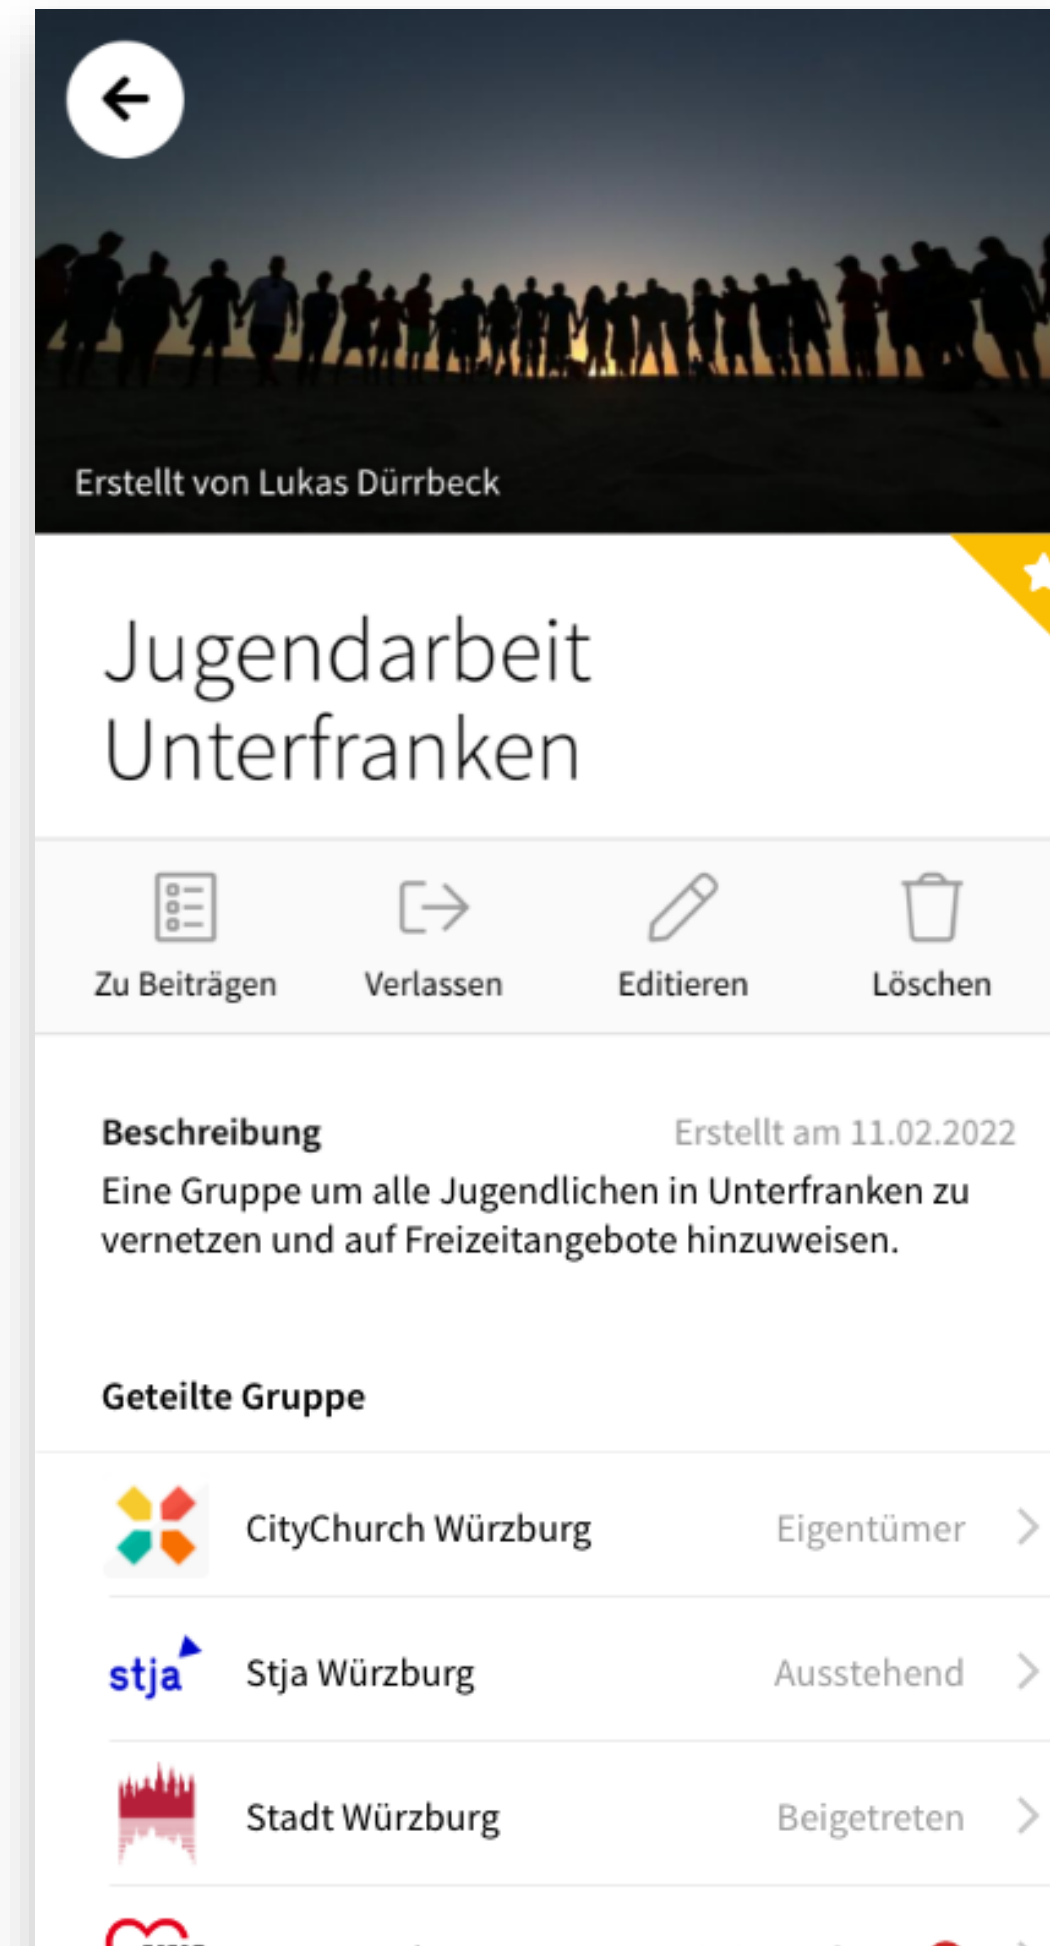 Erstellt von Lukas Dürrbeck
Jugendarbeit
Unterfranken
Zu Beiträgen
Verlassen
Editieren
Löschen
Beschreibung
Erstellt am 11.02.2022
Eine Gruppe um alle Jugendlichen in Unterfranken zu
vernetzen und auf Freizeitangebote hinzuweisen.
Geteilte Gruppe
CityChurch Würzburg
Eigentümer
stja
Stja Würzburg
Ausstehend
Stadt Würzburg
Beigetreten